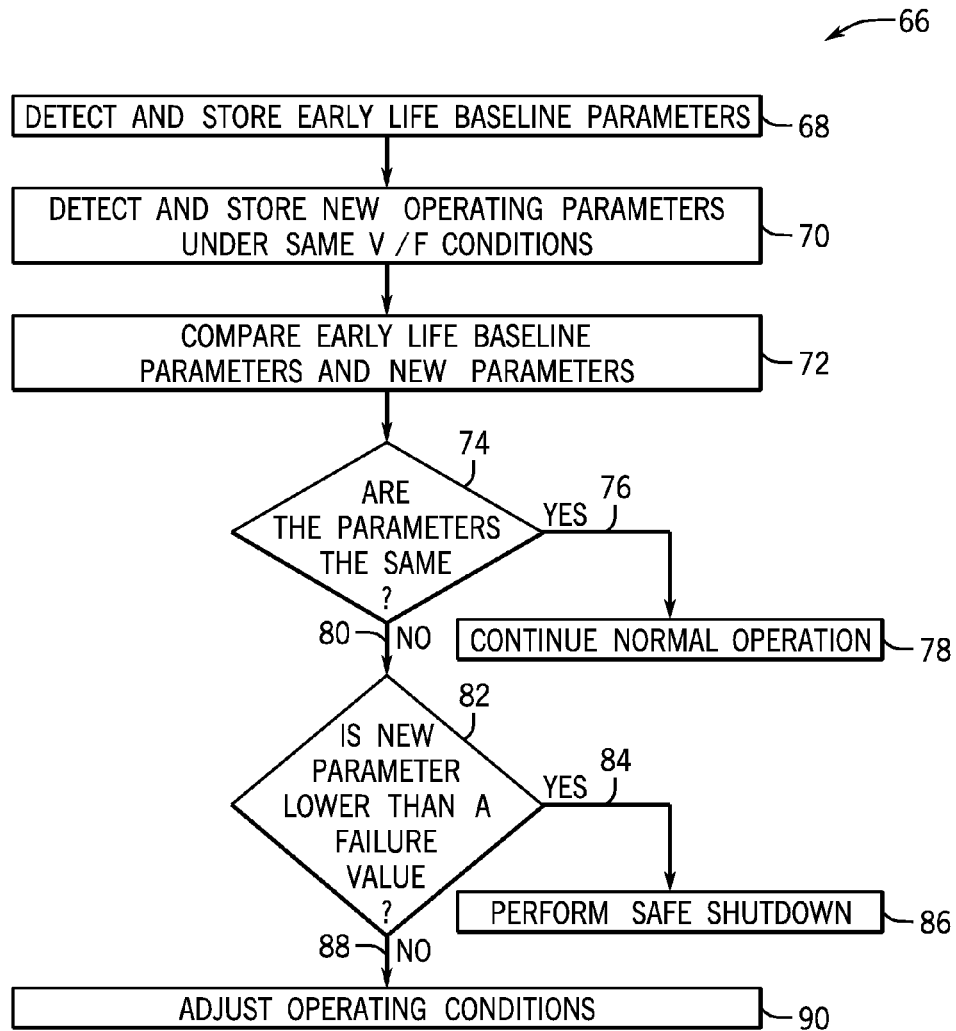 66
DETECT AND STORE EARLY LIFE BASELINE PARAMETERS
68
DETECT AND STORE NEW OPERATING PARAMETERS
UNDER SAME V/F CONDITIONS
70
COMPARE EARLY LIFE BASELINE
PARAMETERS AND NEW PARAMETERS
72
74
ARE
THE PARAMETERS
THE SAME
?
YES
76
80
NO
CONTINUE NORMAL OPERATION
78
82
IS NEW
PARAMETER
LOWER THAN A
FAILURE
VALUE
?
YES
84
PERFORM SAFE SHUTDOWN
86
88
NO
ADJUST OPERATING CONDITIONS
90